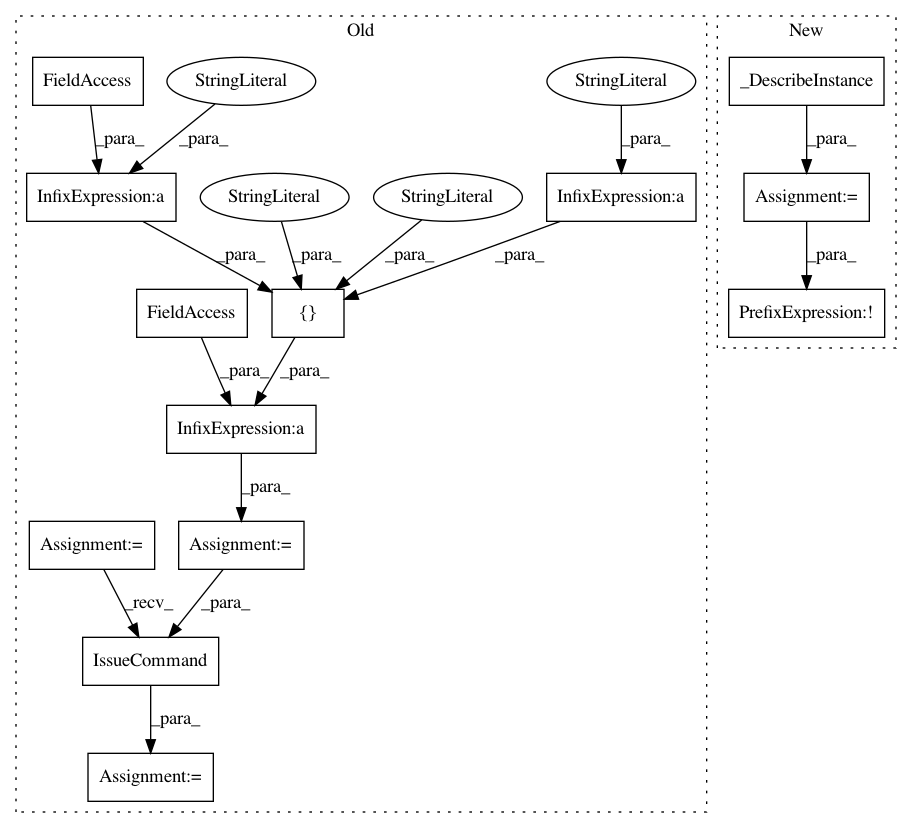 Old
New
FieldAccess
StringLiteral
StringLiteral
_DescribeInstance
_para_
_para_
_para_
_para_
InfixExpression:a
StringLiteral
StringLiteral
InfixExpression:a
Assignment:=
_para_
_para_
_para_
_para_
_para_
FieldAccess
{}
PrefixExpression:!
_para_
_para_
InfixExpression:a
_para_
Assignment:=
Assignment:=
_recv_
_para_
IssueCommand
_para_
Assignment:=